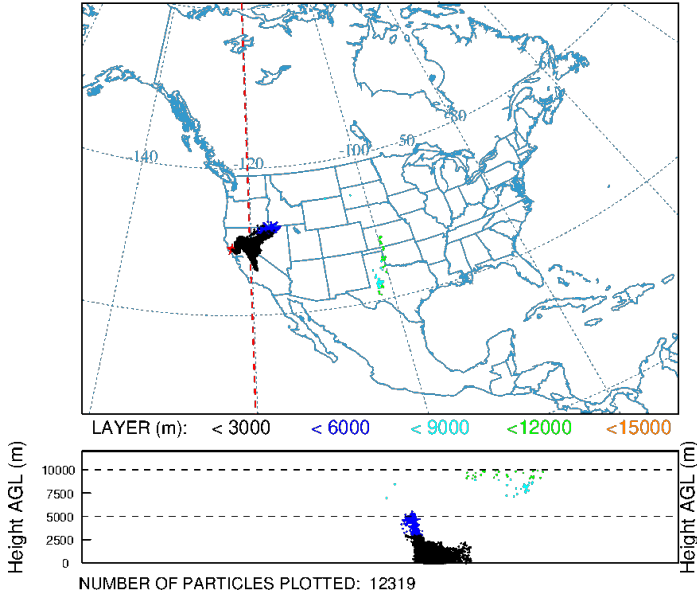 -60
-80
-140
-120
-100
-50
LAYER (m): < 3000 < 6000 < 9000 <12000 <15000
Height AGL (m)
Height AGL (m)
10000
7500
5000
2500
0
NUMBER OF PARTICLES PLOTTED: 12319